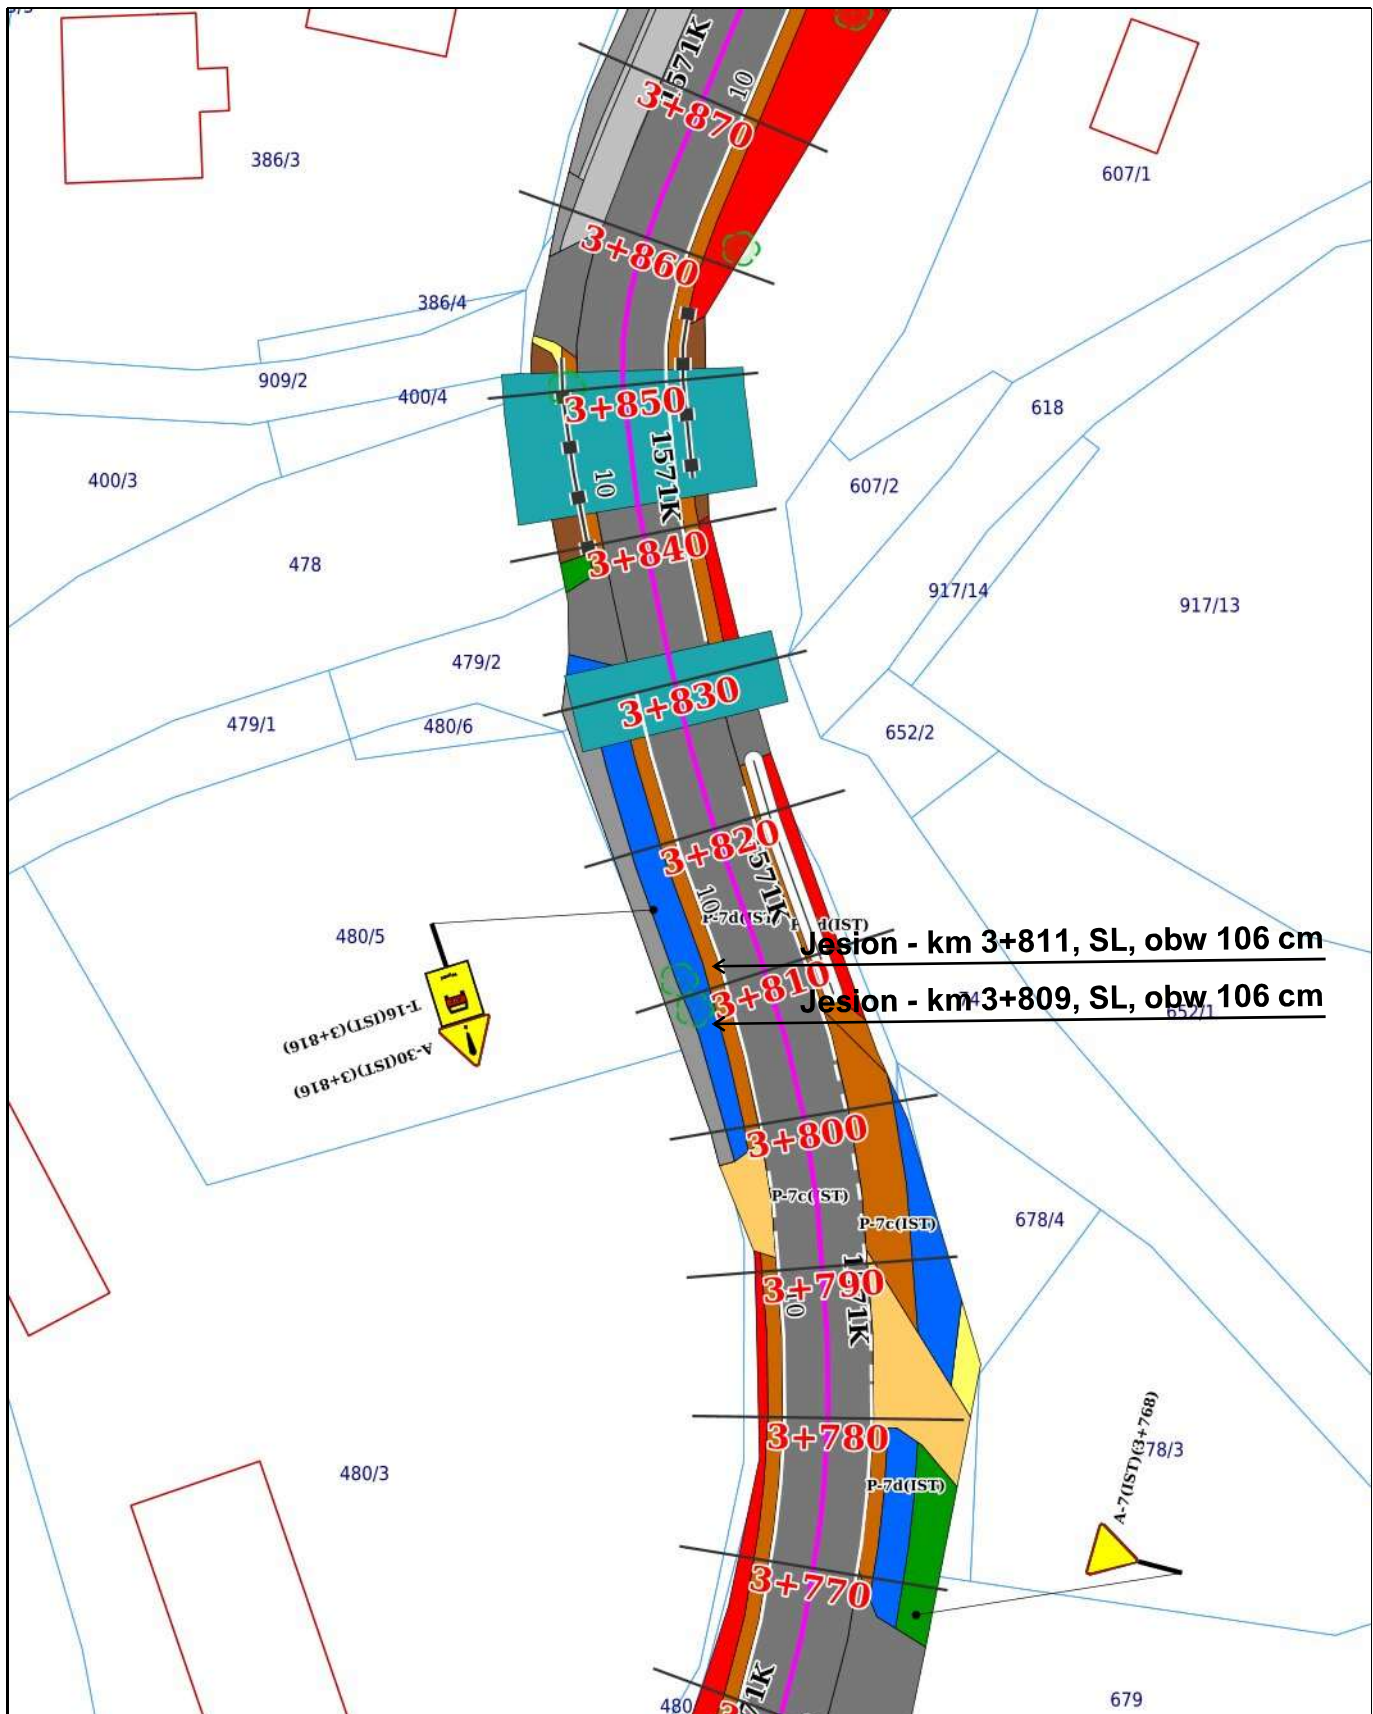 1571K
10
3+870
386/3
607/1
3+860
386/4
909/2
400/4
3+850
618
1571K
10
400/3
607/2
3+840
478
917/14
917/13
479/2
3+830
479/1
480/6
652/2
3+820
571K
10
P-7d(IST)
d(IST)
480/5
Jesion - km 3+811, SL, obw 106 cm
3+810
Jesion - km 3+809, SL, obw 106 cm
74
652/1
T-16(IST)(3+816)
A-30(IST)(3+816)
3+800
P-7c(IST)
P-7c(IST)
678/4
3+790
10
1571K
3+780
480/3
78/3
A-7(IST)(3+768)
P-7d(IST)
3+770
71K
480
679